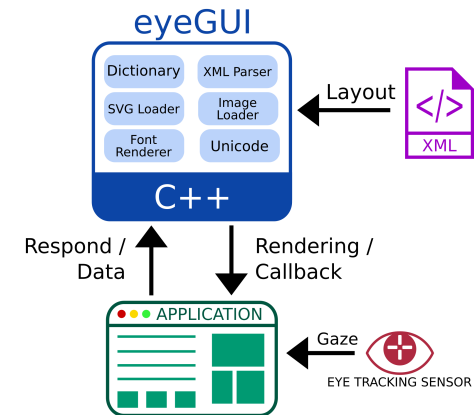 eyeGUI
Dictionary
XML Parser
SVG Loader
Image
Loader
Font
Renderer
Unicode
C++
Layout
</>
XML
Respond /
Data
Rendering /
Callback
APPLICATION
Gaze
EYE TRACKING SENSOR